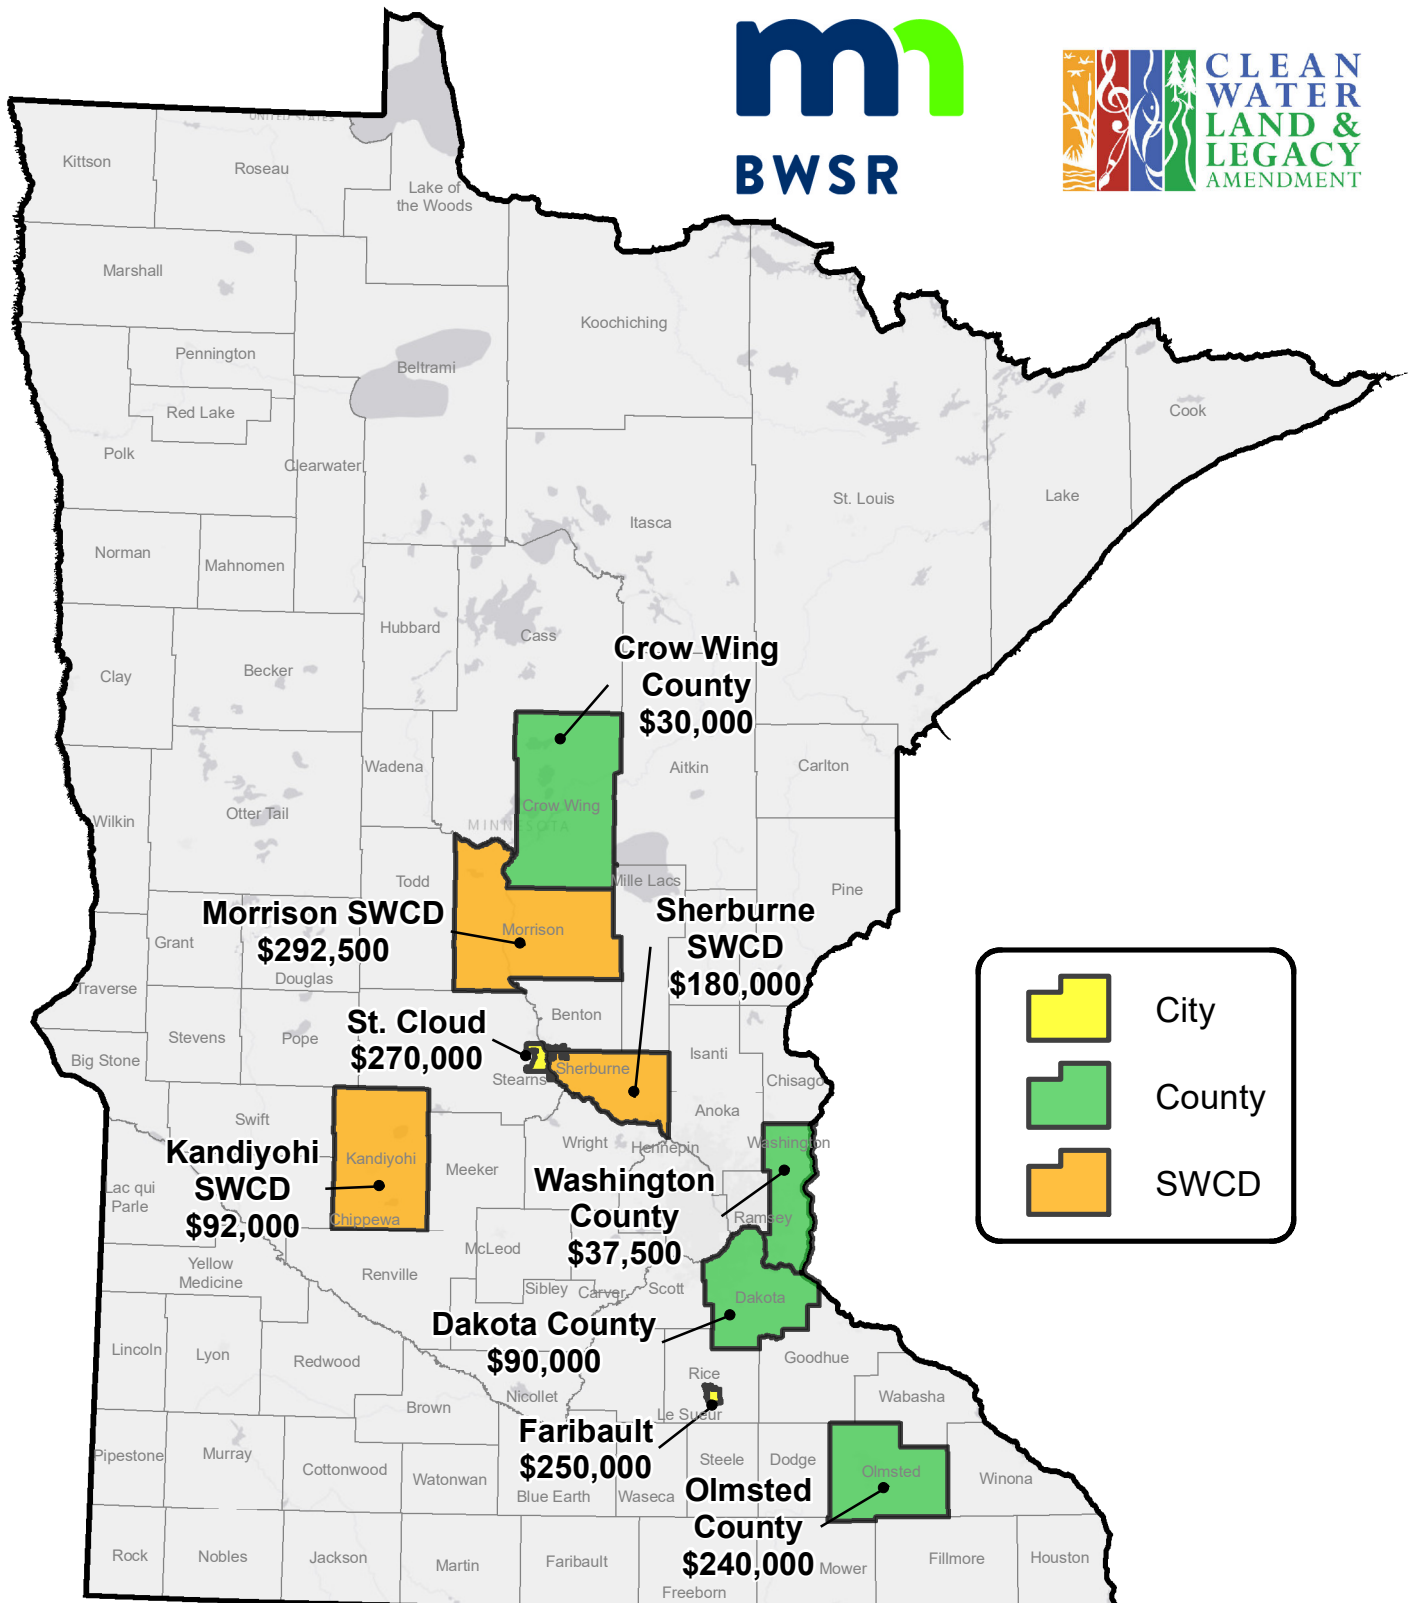 mn
BWSR
CLEAN
WATER
LAND &
LEGACY
AMENDMENT
UNITED STATES
Kittson
Roseau
Lake of
the Woods
Marshall
Koochiching
Pennington
Beltrami
Red Lake
Cook
Polk
Clearwater
St. Louis
Lake
Itasca
Norman
Mahnomen
Hubbard
Cass
Crow Wing
County
$30,000
Clay
Becker
Wadena
Aitkin
Carlton
Crow Wing
Otter Tail
Wilkin
MINNESOTA
Todd
Mille Lacs
Pine
Morrison SWCD
$292,500
Morrison
Sherburne
SWCD
$180,000
Grant
Douglas
Traverse
City
Benton
St. Cloud
$270,000
Stevens
Pope
Isanti
Big Stone
Sherburne
Stearns
Chisago
County
Anoka
Swift
Wright
Hennepin
Washington
Kandiyohi
SWCD
$92,000
Kandiyohi
Meeker
Lac qui
Parle
SWCD
Washington
County
$37,500
Chippewa
Ramsey
McLeod
Yellow
Medicine
Renville
Sibley
Carver
Scott
Dakota
Dakota County
$90,000
Lincoln
Lyon
Redwood
Goodhue
Rice
Nicollet
Wabasha
Brown
Le Sueur
Faribault
$250,000
Pipestone
Murray
Cottonwood
Watonwan
Steele
Dodge
Olmsted
Winona
Blue Earth
Waseca
Olmsted
County
$240,000
Rock
Nobles
Jackson
Martin
Faribault
Mower
Fillmore
Houston
Freeborn